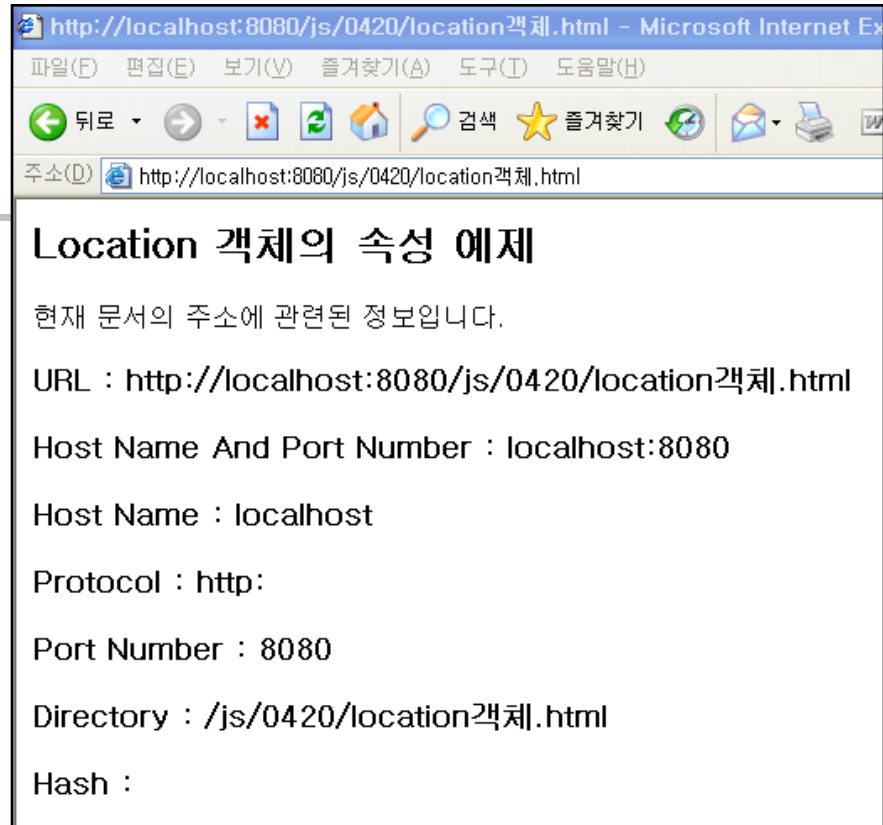 http://localhost:8080/js/0420/location객체.html - Microsoft Internet Ex
파일(F) 편집(E) 보기(V) 즐겨찾기(A) 도구(T) 도움말(H)
뒤로 검색 즐겨찾기 W
주소(D) http://localhost:8080/js/0420/location객체.html
Location 객체의 속성 예제
현재 문서의 주소에 관련된 정보입니다.
URL : http://localhost:8080/js/0420/location객체.html
Host Name And Port Number : localhost:8080
Host Name : localhost
Protocol : http:
Port Number : 8080
Directory : /js/0420/location객체.html
Hash :